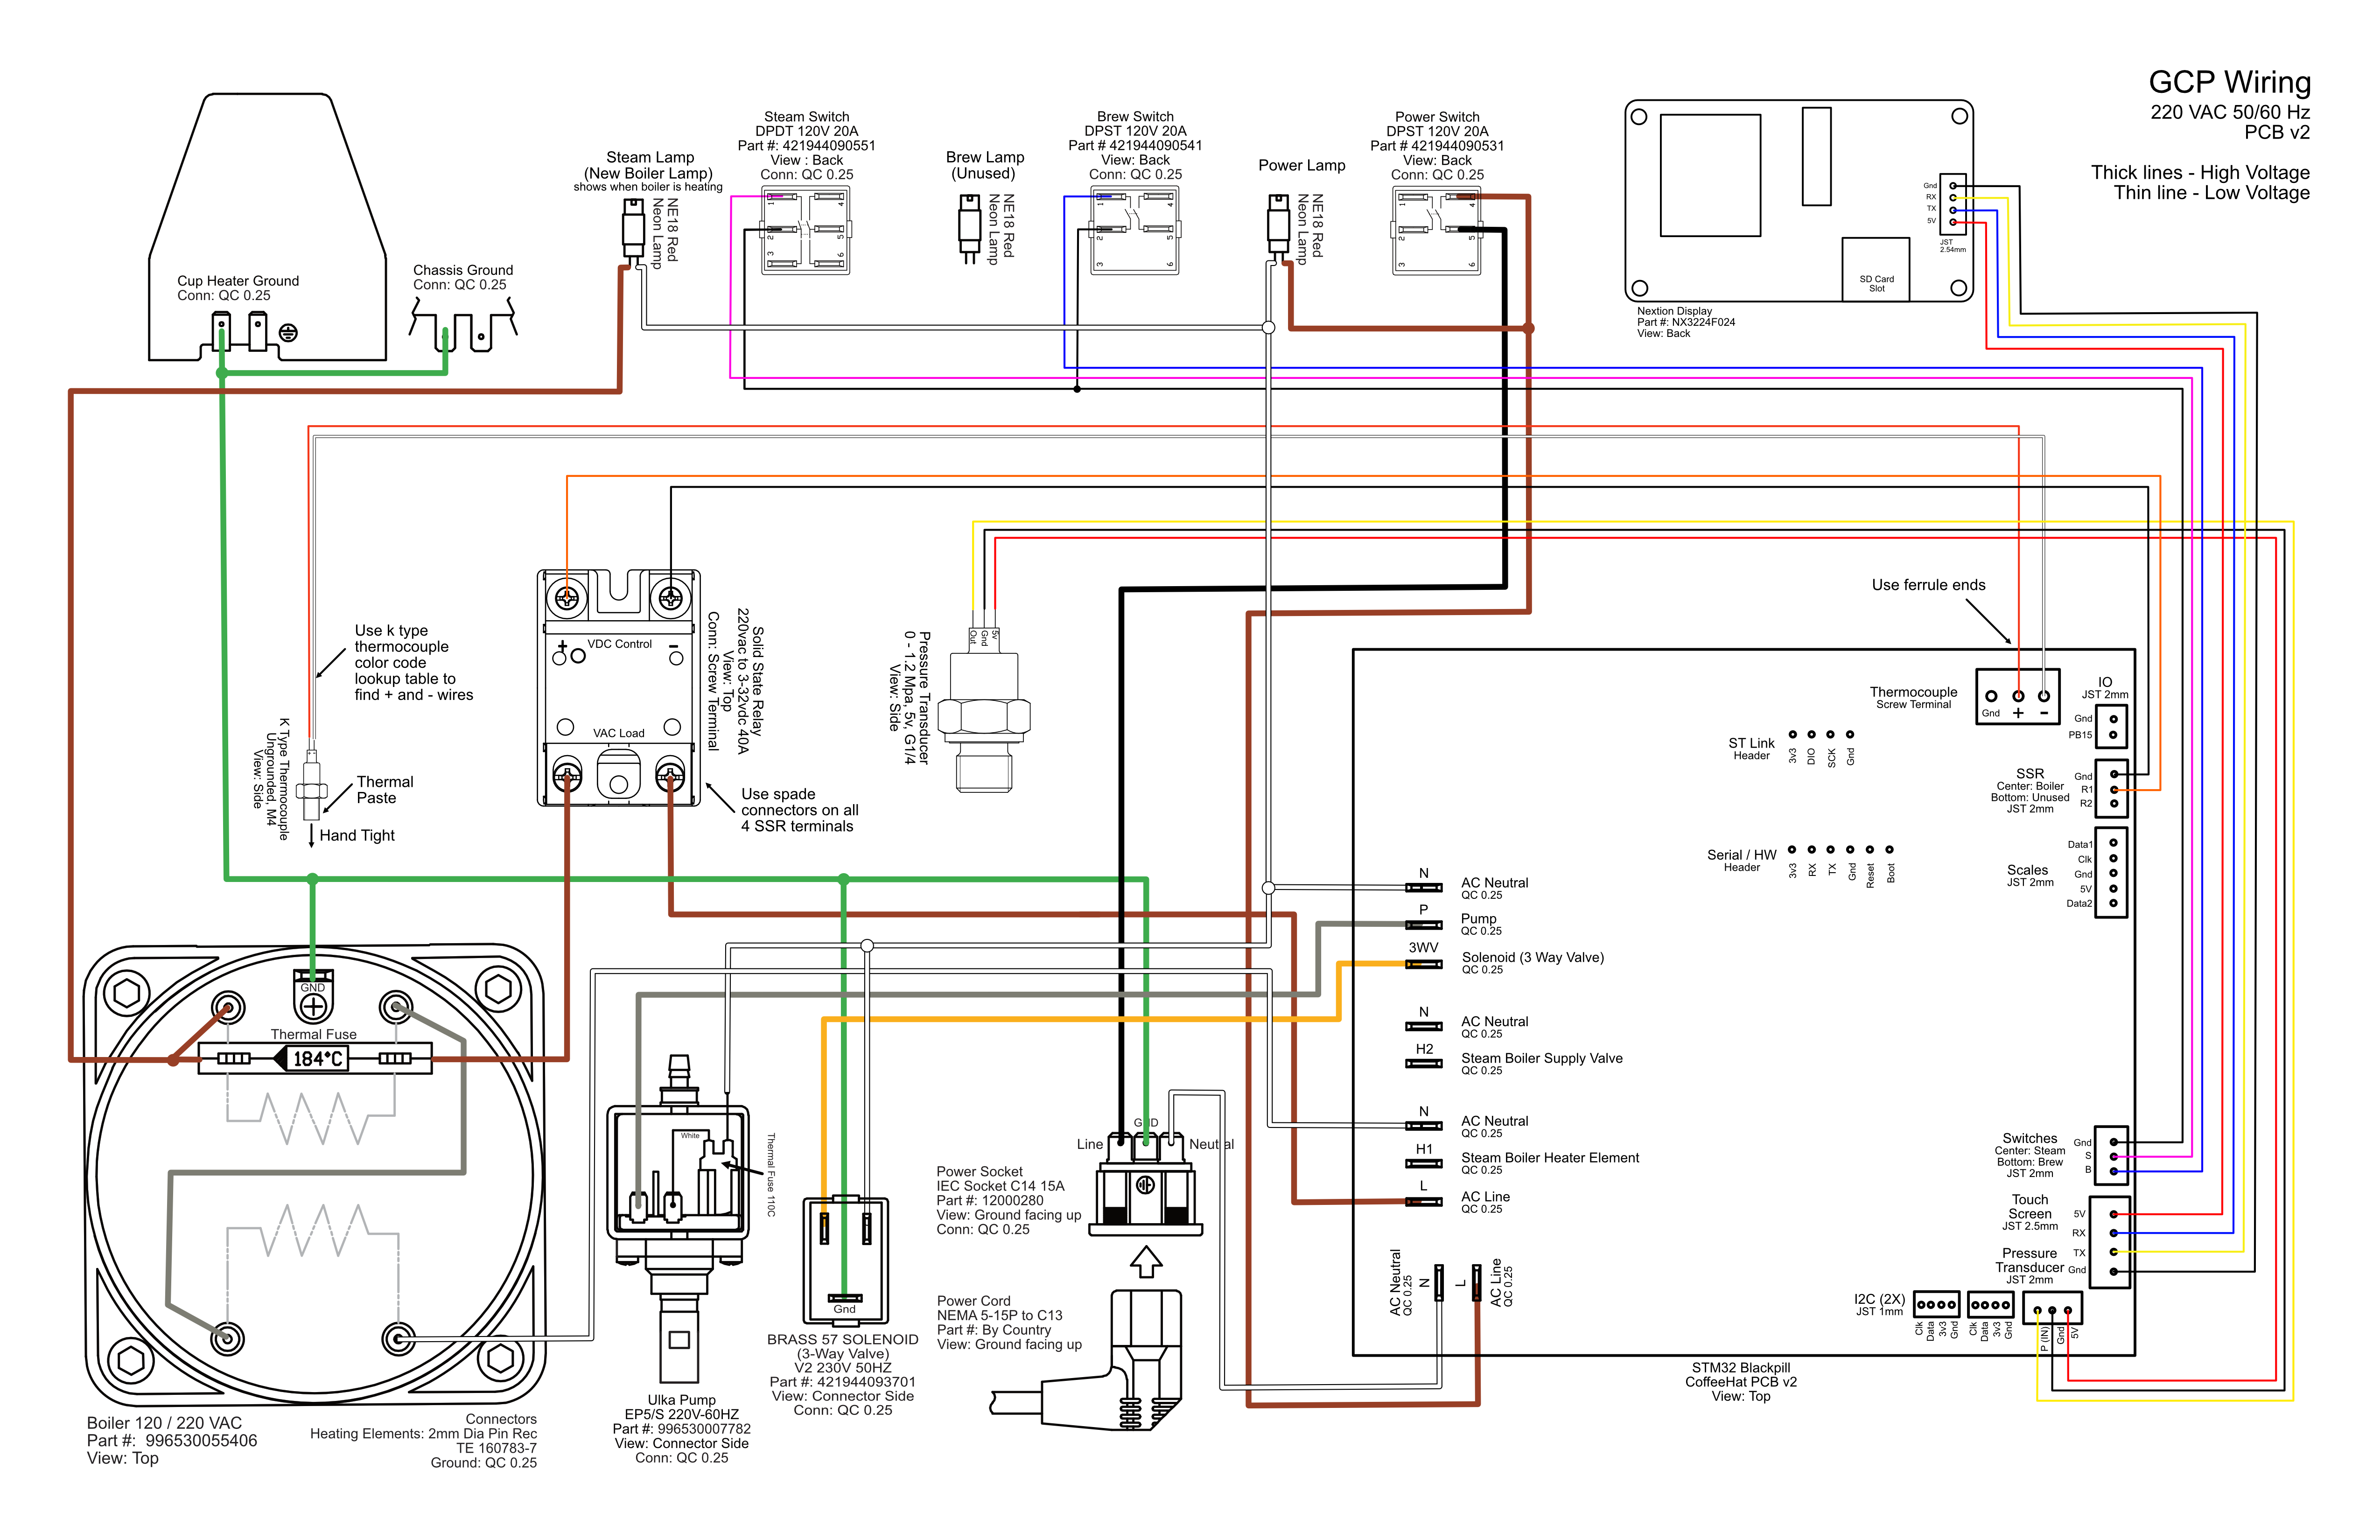 GCP Wiring
220 VAC 50/60 Hz
PCB v2
Thick lines - High Voltage
Thin line - Low Voltage
Cup Heater Ground
Conn: QC 0.25
Chassis Ground
Conn: QC 0.25
Steam Lamp
(New Boiler Lamp)
shows when boiler is heating
NE18 Red
Neon Lamp
Steam Switch
DPDT 120V 20A
Part #: 421944090551
View : Back
Conn: QC 0.25
1
2
3
4
5
6
Brew Lamp
(Unused)
NE18 Red
Neon Lamp
Brew Switch
DPST 120V 20A
Part # 421944090541
View: Back
Conn: QC 0.25
1
2
3
4
5
6
Power Lamp
NE18 Red
Neon Lamp
Power Switch
DPST 120V 20A
Part # 421944090531
View: Back
Conn: QC 0.25
1
2
3
4
5
6
Gnd
RX
TX
5V
JST
2.54mm
SD Card
Slot
Nextion Display
Part #: NX3224F024
View: Back
Use k type
thermocouple
color code
lookup table to
find + and - wires
K Type Thermocouple
Ungrounded, M4
View: Side
Thermal
Paste
Hand Tight
+
VDC Control
-
VAC Load
Solid State Relay
220vac to 3-32vdc 40A
View: Top
Conn: Screw Terminal
Use spade
connectors on all
4 SSR terminals
Out
Gnd
5v
Pressure Transducer
0 - 1.2 Mpa, 5v, G1/4
View: Side
Use ferrule ends
Thermocouple
Screw Terminal
Gnd
+
-
IO
JST 2mm
Gnd
PB15
ST Link
Header
3v3
DIO
SCK
Gnd
SSR
Center: Boiler
Bottom: Unused
JST 2mm
Gnd
R1
R2
Serial / HW
Header
3v3
RX
TX
Gnd
Reset
Boot
Scales
JST 2mm
Data1
Clk
Gnd
5V
Data2
N
AC Neutral
QC 0.25
P
Pump
QC 0.25
3WV
Solenoid (3 Way Valve)
QC 0.25
N
AC Neutral
QC 0.25
H2
Steam Boiler Supply Valve
QC 0.25
N
AC Neutral
QC 0.25
H1
Steam Boiler Heater Element
QC 0.25
L
AC Line
QC 0.25
AC Neutral
QC 0.25
N
L
AC Line
QC 0.25
Switches
Center: Steam
Bottom: Brew
JST 2mm
Gnd
S
B
Touch
Screen
JST 2.5mm
5V
RX
TX
Gnd
Pressure
Transducer
JST 2mm
I2C (2X)
JST 1mm
Clk
Data
3v3
Gnd
Clk
Data
3v3
Gnd
P (IN)
Gnd
5V
STM32 Blackpill
CoffeeHat PCB v2
View: Top
GND
Thermal Fuse
184°C
Boiler 120 / 220 VAC
Part #: 996530055406
View: Top
Connectors
Heating Elements: 2mm Dia Pin Rec
TE 160783-7
Ground: QC 0.25
White
Thermal Fuse 110C
Ulka Pump
EP5/S 220V-60HZ
Part #: 996530007782
View: Connector Side
Conn: QC 0.25
Gnd
BRASS 57 SOLENOID
(3-Way Valve)
V2 230V 50HZ
Part #: 421944093701
View: Connector Side
Conn: QC 0.25
Line
GND
Neutral
Power Socket
IEC Socket C14 15A
Part #: 12000280
View: Ground facing up
Conn: QC 0.25
Power Cord
NEMA 5-15P to C13
Part #: By Country
View: Ground facing up